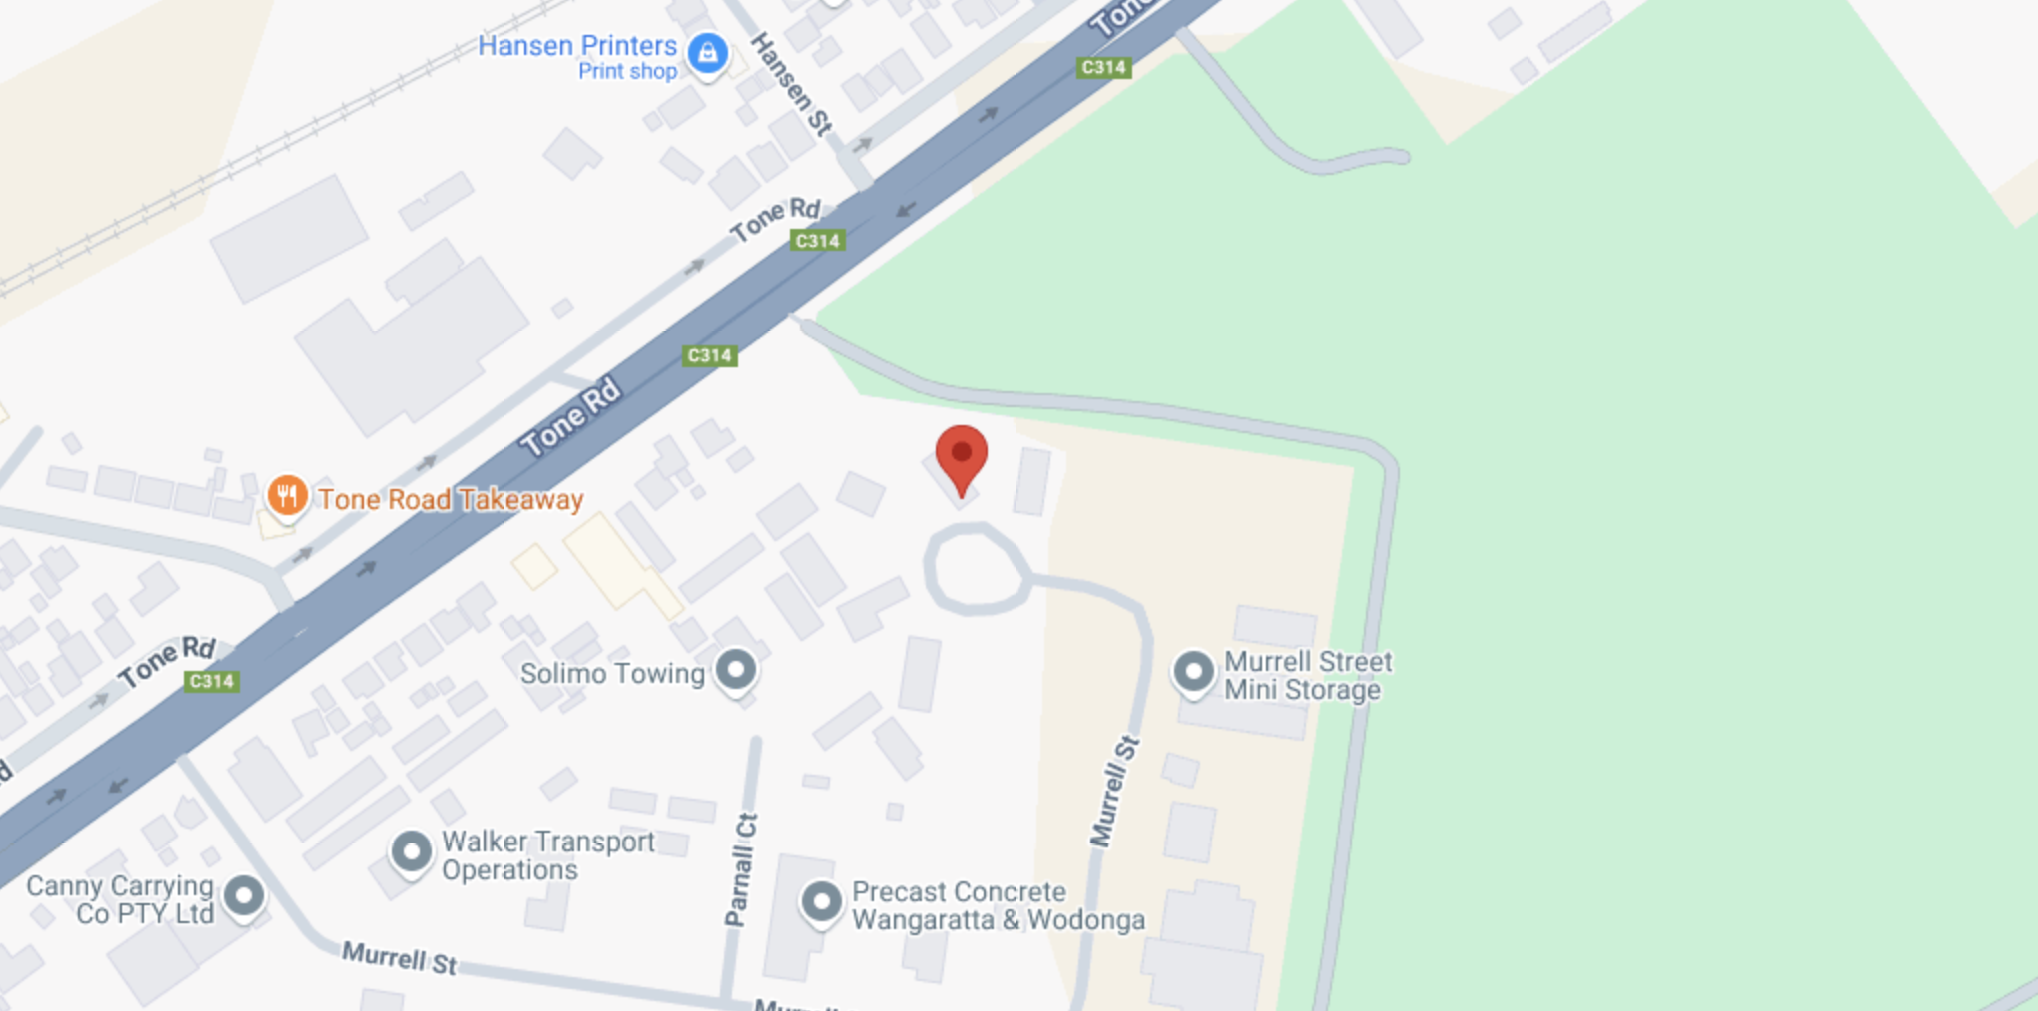 Tone
Hansen Printers
Print shop
C314
Hansen St
Tone Rd
C314
C314
Tone Rd
Tone Road Takeaway
Tone Rd
C314
Solimo Towing
Murrell Street
Mini Storage
Murrell St
Walker Transport
Operations
Parnall Ct
Canny Carrying
Co PTY Ltd
Precast Concrete
Wangaratta & Wodonga
Murrell St